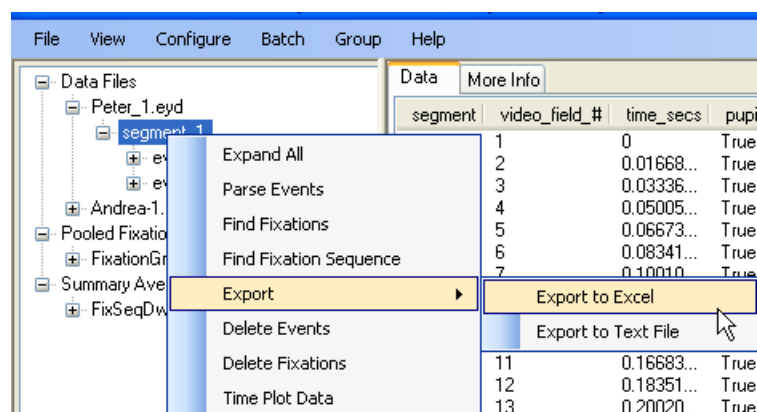 File View Configure Batch Group Help
Data Files
Peter_1.eyd
segment_1
Andrea-1.
Pooled
Summary
Expand All
Parse Events
Find Fixations
Find Fixation Sequence
Export
Delete Events
Delete Fixations
Time Plot Data
Export to Excel
Export to Text File
Data More Info
segment video_field_# time_secs pupi
1 0 True
2 0.01668... True
3 0.03336... True
4 0.05005... True
5 0.06673... True
6 0.08341... True
7 0.10010 True
11 0.16683... True
12 0.18351... True
13 0.20020 True